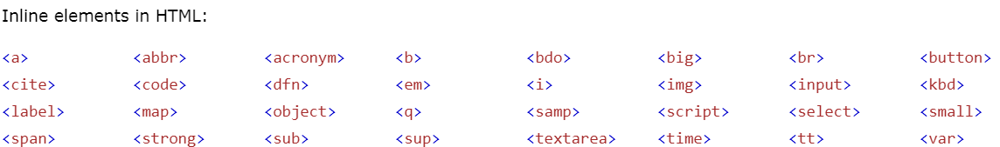 Inline elements in HTML:
<a> <abbr> <acronym> <b> <bdo> <big> <br> <button>
<cite> <code> <dfn> <em> <i> <img> <input> <kbd>
<label> <map> <object> <q> <samp> <script> <select> <small>
<span> <strong> <sub> <sup> <textarea> <time> <tt> <var>